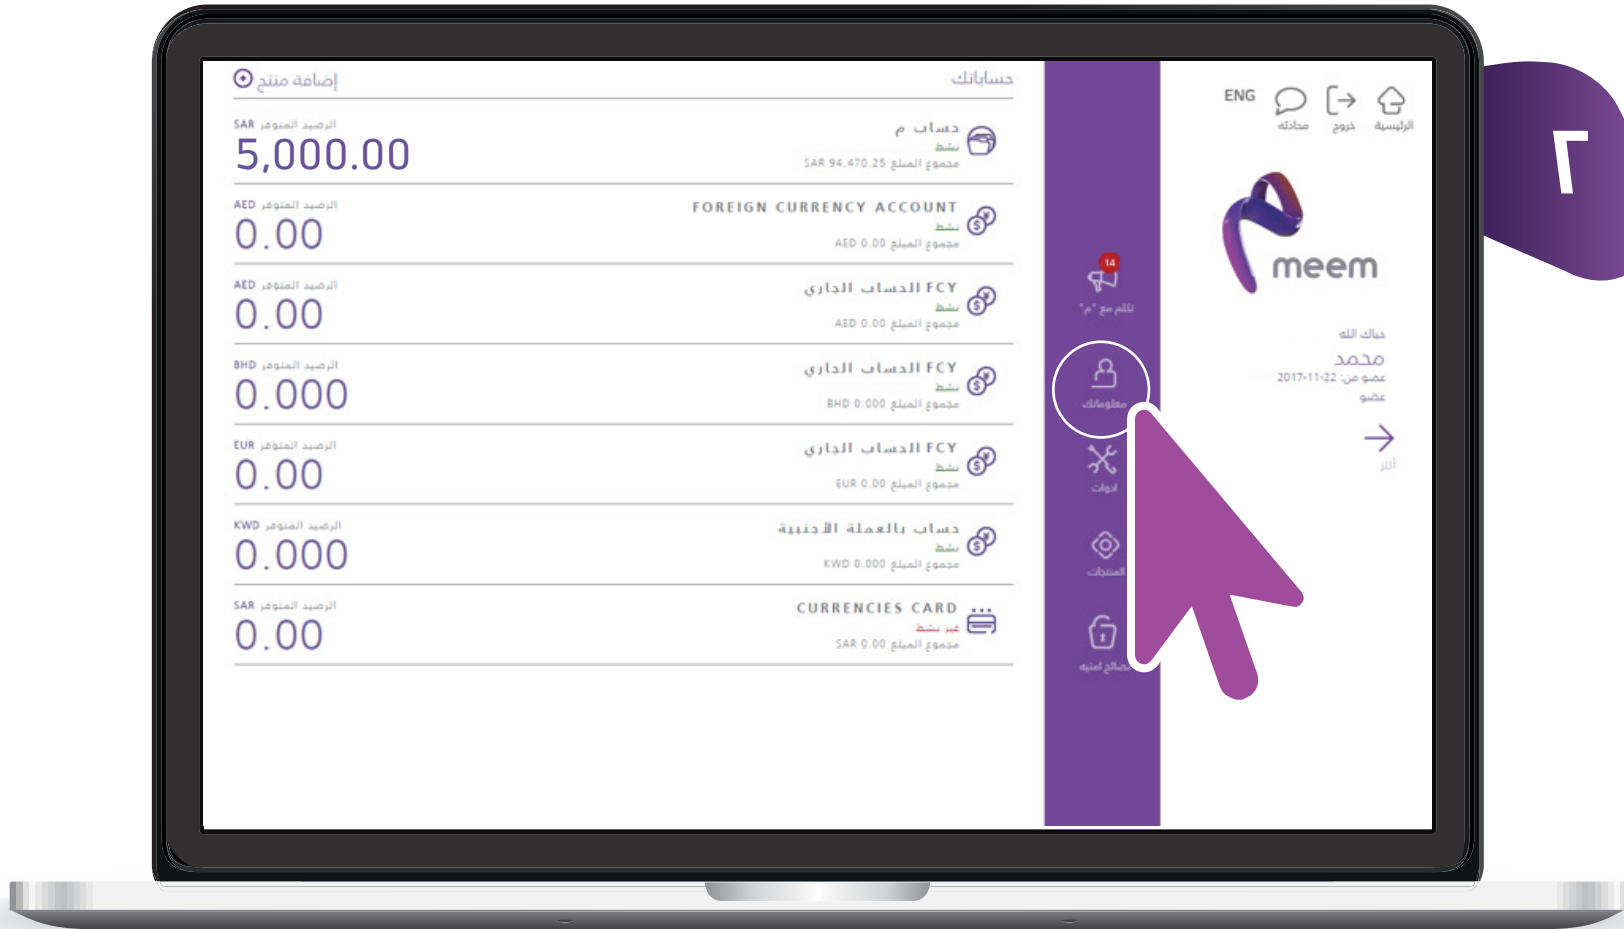 الرئيسية
خروج
محادثه
ENG
meem
حياك الله
محمد
عضو من: 22-11-2017
عضو
أكثر
14
تكلم مع "م"
معلوماتك
ادوات
المنتجات
نصائح امنيه
حساباتك
إضافة منتج
حساب م
نشط
مجموع المبلغ SAR 94,470.25
الرصيد المتوفر SAR
5,000.00
FOREIGN CURRENCY ACCOUNT
نشط
مجموع المبلغ AED 0.00
الرصيد المتوفر AED
0.00
FCY الحساب الجاري
نشط
مجموع المبلغ AED 0.00
الرصيد المتوفر AED
0.00
FCY الحساب الجاري
نشط
مجموع المبلغ BHD 0.000
الرصيد المتوفر BHD
0.000
FCY الحساب الجاري
نشط
مجموع المبلغ EUR 0.00
الرصيد المتوفر EUR
0.00
حساب بالعملة الأجنبية
نشط
مجموع المبلغ KWD 0.000
الرصيد المتوفر KWD
0.000
CURRENCIES CARD
غير نشط
مجموع المبلغ SAR 0.00
الرصيد المتوفر SAR
0.00